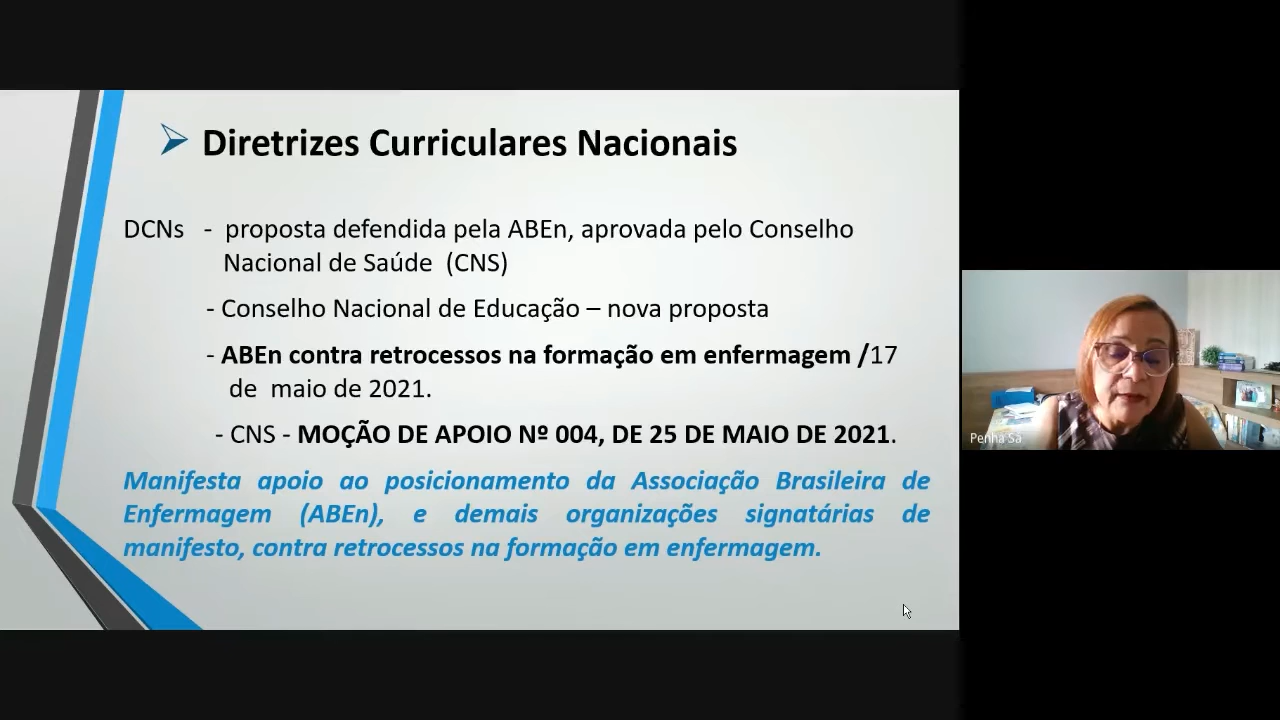 Diretrizes Curriculares Nacionais
DCNs - proposta defendida pela ABEn, aprovada pelo Conselho
Nacional de Saúde (CNS)
- Conselho Nacional de Educação – nova proposta
- ABEn contra retrocessos na formação em enfermagem /17
de maio de 2021.
- CNS - MOÇÃO DE APOIO Nº 004, DE 25 DE MAIO DE 2021.
Manifesta apoio ao posicionamento da Associação Brasileira de
Enfermagem (ABEn), e demais organizações signatárias de
manifesto, contra retrocessos na formação em enfermagem.
Penha Sá